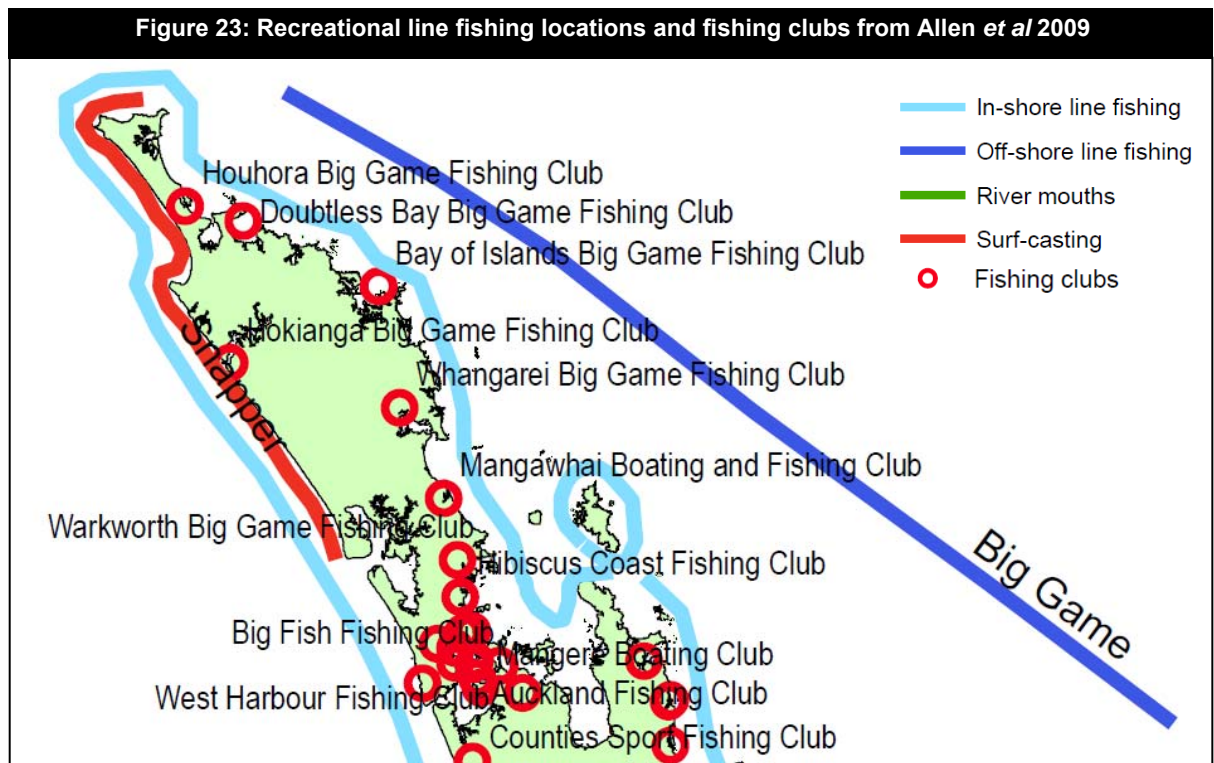 Figure 23: Recreational line fishing locations and fishing clubs from Allen et al 2009
In-shore line fishing
Off-shore line fishing
River mouths
Surf-casting
Fishing clubs
Houhora Big Game Fishing Club
Doubtless Bay Big Game Fishing Club
Bay of Islands Big Game Fishing Club
Hokianga Big Game Fishing Club
Snapper
Whangarei Big Game Fishing Club
Mangawhai Boating and Fishing Club
Warkworth Big Game Fishing Club
Hibiscus Coast Fishing Club
Big Game
Big Fish Fishing Club
Mangere Boating Club
West Harbour Fishing Club
Auckland Fishing Club
Counties Sport Fishing Club